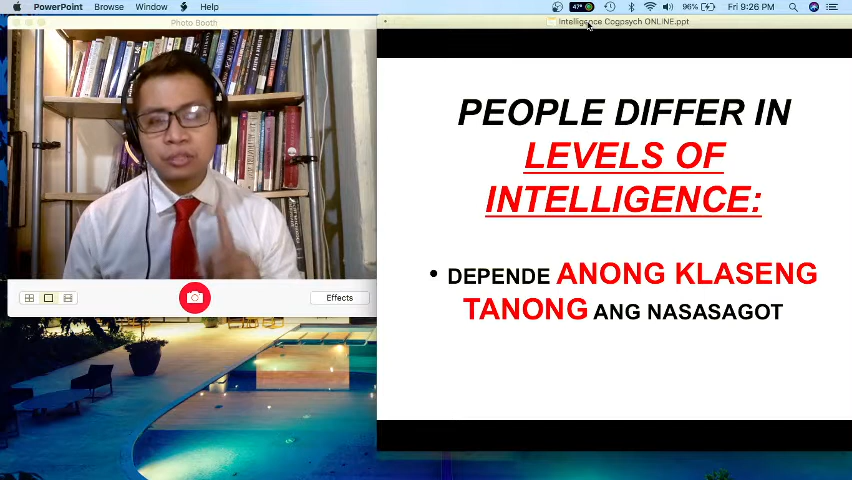 PowerPoint Browse Window Help
47°
96%
Fri 9:26 PM
Photo Booth
Intelligence Cogpsych ONLINE.ppt
Effects
PEOPLE DIFFER IN
LEVELS OF
INTELLIGENCE:
• DEPENDE ANONG KLASENG
TANONG ANG NASASAGOT